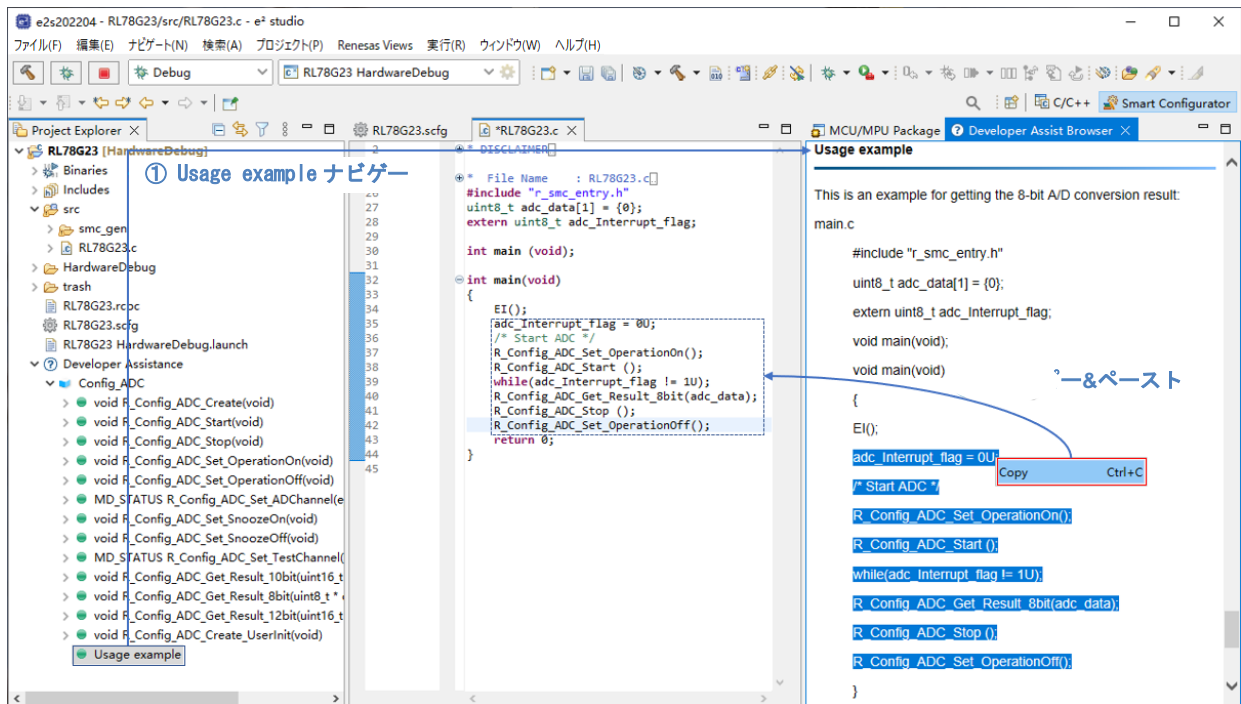 e2s202204 - RL78G23/src/RL78G23.c - e² studio
ファイル(F) 編集(E) ナビゲート(N) 検索(A) プロジェクト(P) Renesas Views 実行(R) ウィンドウ(W) ヘルプ(H)
Debug RL78G23 HardwareDebug
C/C++ Smart Configurator
Project Explorer
RL78G23 [HardwareDebug]
Binaries
Includes
src
smc_gen
RL78G23.c
HardwareDebug
trash
RL78G23.rcpc
RL78G23.scfg
RL78G23 HardwareDebug.launch
Developer Assistance
Config_ADC
void R_Config_ADC_Create(void)
void R_Config_ADC_Start(void)
void R_Config_ADC_Stop(void)
void R_Config_ADC_Set_OperationOn(void)
void R_Config_ADC_Set_OperationOff(void)
MD_STATUS R_Config_ADC_Set_ADChannel(e
void R_Config_ADC_Set_SnoozeOn(void)
void R_Config_ADC_Set_SnoozeOff(void)
MD_STATUS R_Config_ADC_Set_TestChannel(
void R_Config_ADC_Get_Result_10bit(uint16_t
void R_Config_ADC_Get_Result_8bit(uint8_t *
void R_Config_ADC_Get_Result_12bit(uint16_t
void R_Config_ADC_Create_UserInit(void)
Usage example
① Usage example ナビゲー
RL78G23.scfg *RL78G23.c
2 * DISCLAIMER
* File Name : RL78G23.c
26 #include "r_smc_entry.h"
27 uint8_t adc_data[1] = {0};
28 extern uint8_t adc_Interrupt_flag;
29
30 int main (void);
31
32 int main(void)
33 {
34 EI();
35 adc_Interrupt_flag = 0U;
36 /* Start ADC */
37 R_Config_ADC_Set_OperationOn();
38 R_Config_ADC_Start ();
39 while(adc_Interrupt_flag != 1U);
40 R_Config_ADC_Get_Result_8bit(adc_data);
41 R_Config_ADC_Stop ();
42 R_Config_ADC_Set_OperationOff();
43 return 0;
44 }
45
MCU/MPU Package Developer Assist Browser
Usage example
This is an example for getting the 8-bit A/D conversion result:
main.c
#include "r_smc_entry.h"
uint8_t adc_data[1] = {0};
extern uint8_t adc_Interrupt_flag;
void main(void);
void main(void)
{
EI();
adc_Interrupt_flag = 0U;
/* Start ADC */
R_Config_ADC_Set_OperationOn();
R_Config_ADC_Start ();
while(adc_Interrupt_flag != 1U);
R_Config_ADC_Get_Result_8bit(adc_data);
R_Config_ADC_Stop ();
R_Config_ADC_Set_OperationOff();
}
ー&ペースト
Copy Ctrl+C